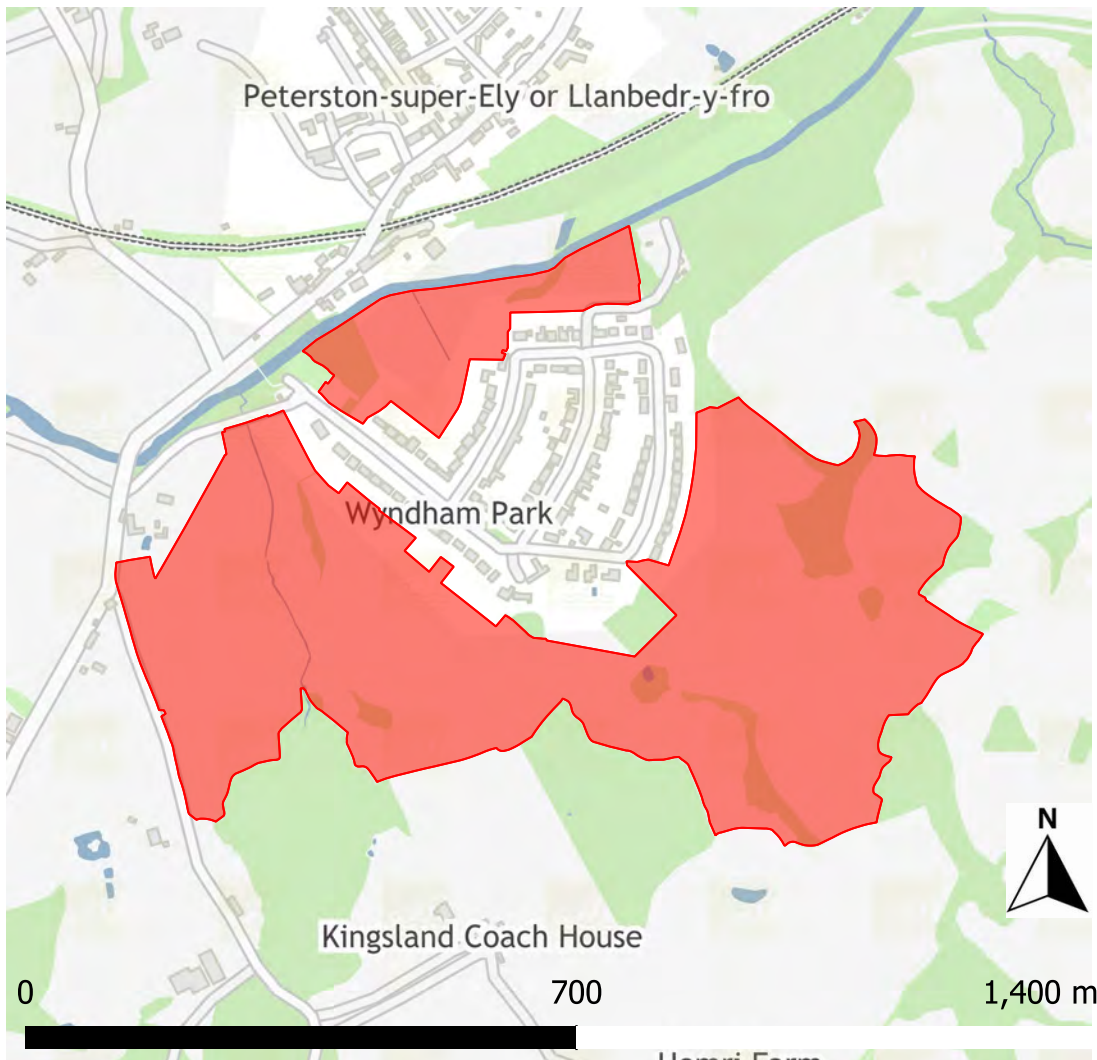 Peterston-super-Ely or Llanbedr-y-fro
Wyndham Park
N
Kingsland Coach House
0 700 1,400 m